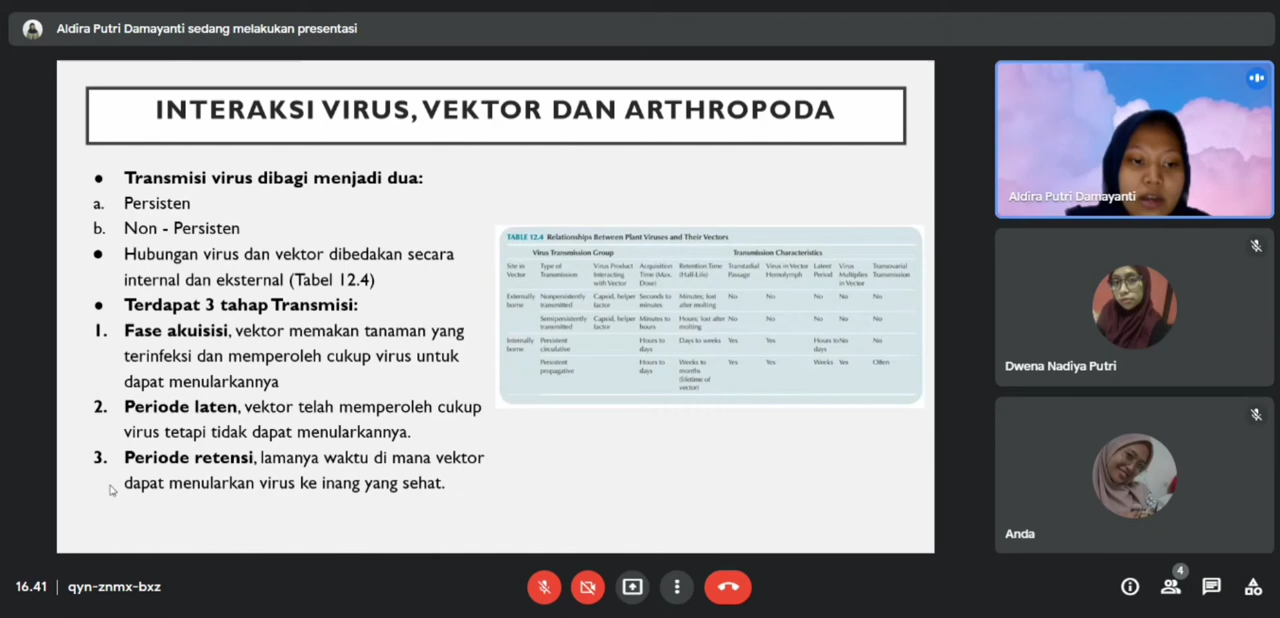 Aldira Putri Damayanti sedang melakukan presentasi
INTERAKSI VIRUS, VEKTOR DAN ARTHROPODA
● Transmisi virus dibagi menjadi dua:
a. Persisten
b. Non - Persisten
● Hubungan virus dan vektor dibedakan secara
internal dan eksternal (Tabel 12.4)
● Terdapat 3 tahap Transmisi:
1. Fase akuisisi, vektor memakan tanaman yang
terinfeksi dan memperoleh cukup virus untuk
dapat menularkannya
2. Periode laten, vektor telah memperoleh cukup
virus tetapi tidak dapat menularkannya.
3. Periode retensi, lamanya waktu di mana vektor
dapat menularkan virus ke inang yang sehat.
TABLE 12.4 Relationships Between Plant Viruses and Their Vectors
Virus Transmission Group Transmission Characteristics
Site in Type of Virus Product Acquisition Retention Time Transtadial Virus in Vector Latent Virus Transovarial
Vector Transmission Interacting Time (Max. (Half-Life) Passage Hemolymph Period Multiplies Transmission
with Vector Dose) in Vector
Externally Nonpersistently Capsid, helper Seconds to Minutes; lost No No No No No
borne transmitted factor minutes after molting
Semipersistently Capsid, helper Minutes to Hours; lost after No No No No No
transmitted factor hours molting
Internally Persistent Hours to Days to weeks Yes Yes Hours to No No
borne circulative days days
Persistent Hours to Weeks to Yes Yes Weeks Yes Often
propagative days months
(lifetime of
vector)
Aldira Putri Damayanti
Dwena Nadiya Putri
Anda
16.41 | qyn-znmx-bxz
4